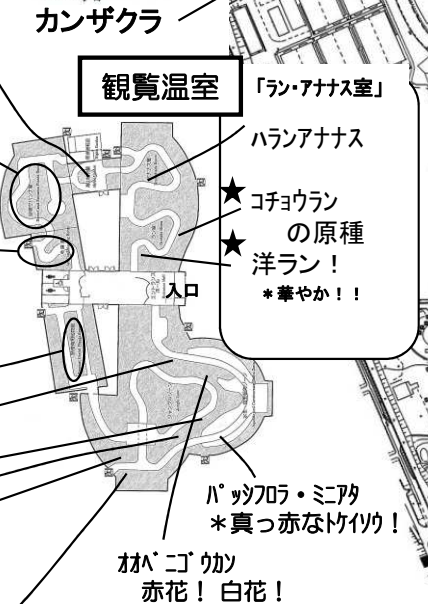 カンザクラ
観覧温室
「ラン・アナナス室」
ハランアナナス
★
コチョウラン
の原種
★
洋ラン！
＊華やか！！
入口
パッシフロラ・ミニアタ
＊真っ赤なトケイソウ！
オオベニゴウカン
赤花！ 白花！